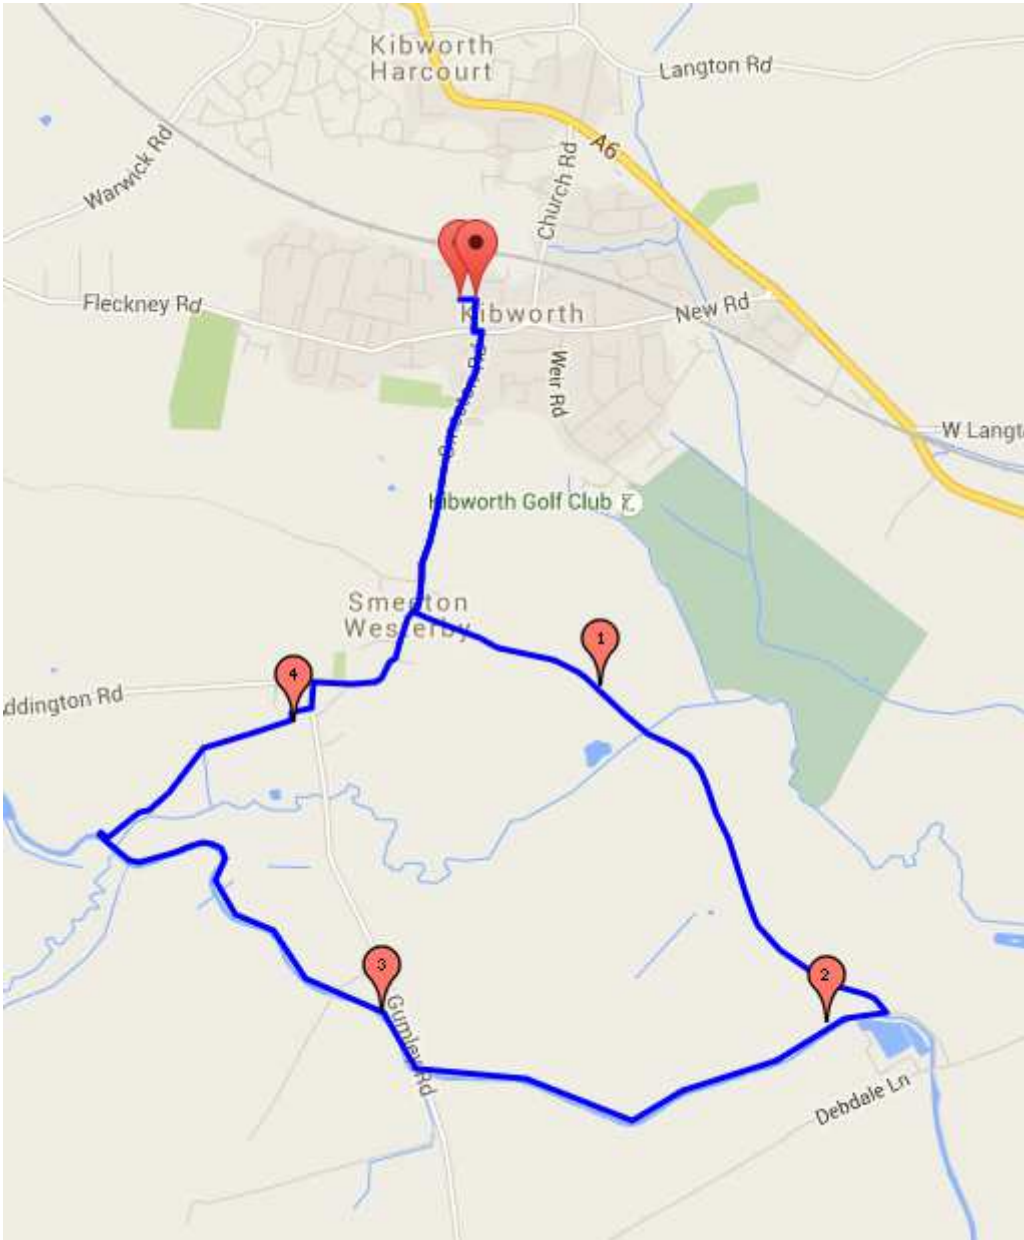 Kibworth
Harcourt
Langton Rd
A6
Warwick Rd
Church Rd
Fleckney Rd
Kibworth
New Rd
Weir Rd
W Langt
Kibworth Golf Club
Smeeton
Westerby
1
4
ddington Rd
3
2
Gumley Rd
Debdale Ln